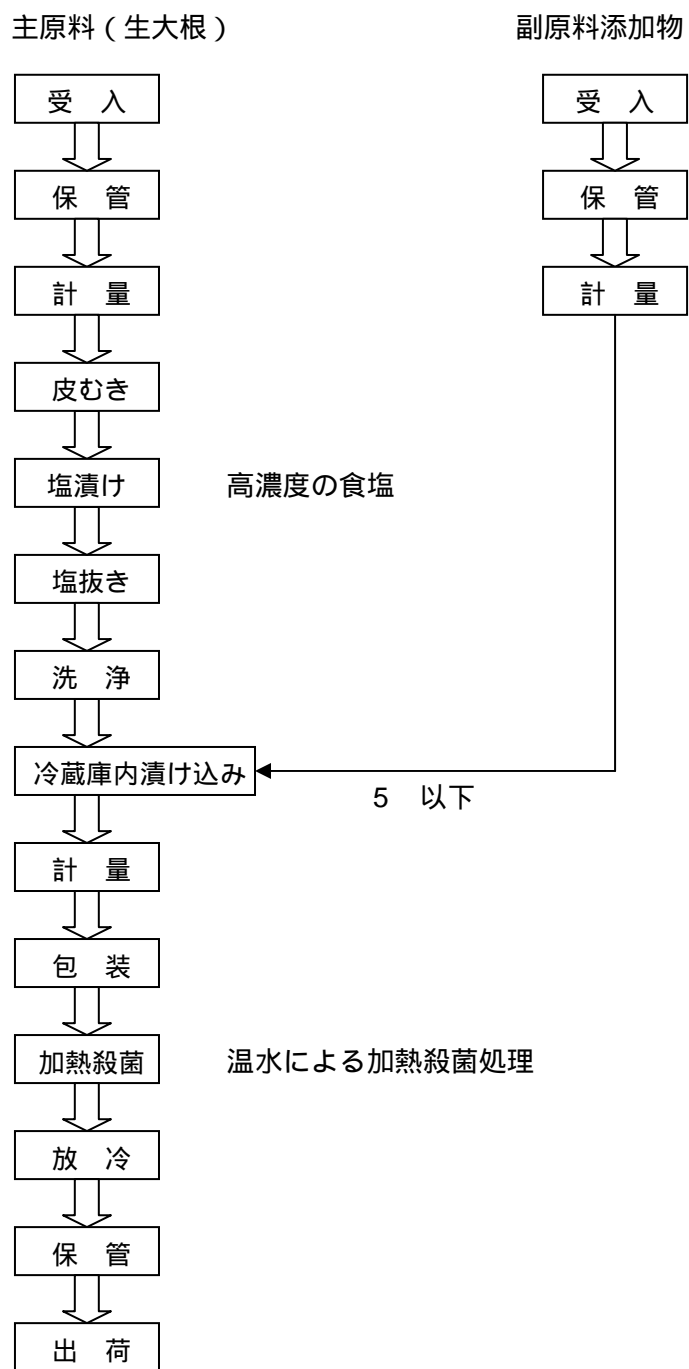 主原料（生大根）
副原料添加物
受　入
受　入
保　管
保　管
計　量
計　量
皮むき
塩漬け
高濃度の食塩
塩抜き
洗　浄
冷蔵庫内漬け込み
5　以下
計　量
包　装
加熱殺菌
温水による加熱殺菌処理
放　冷
保　管
出　荷